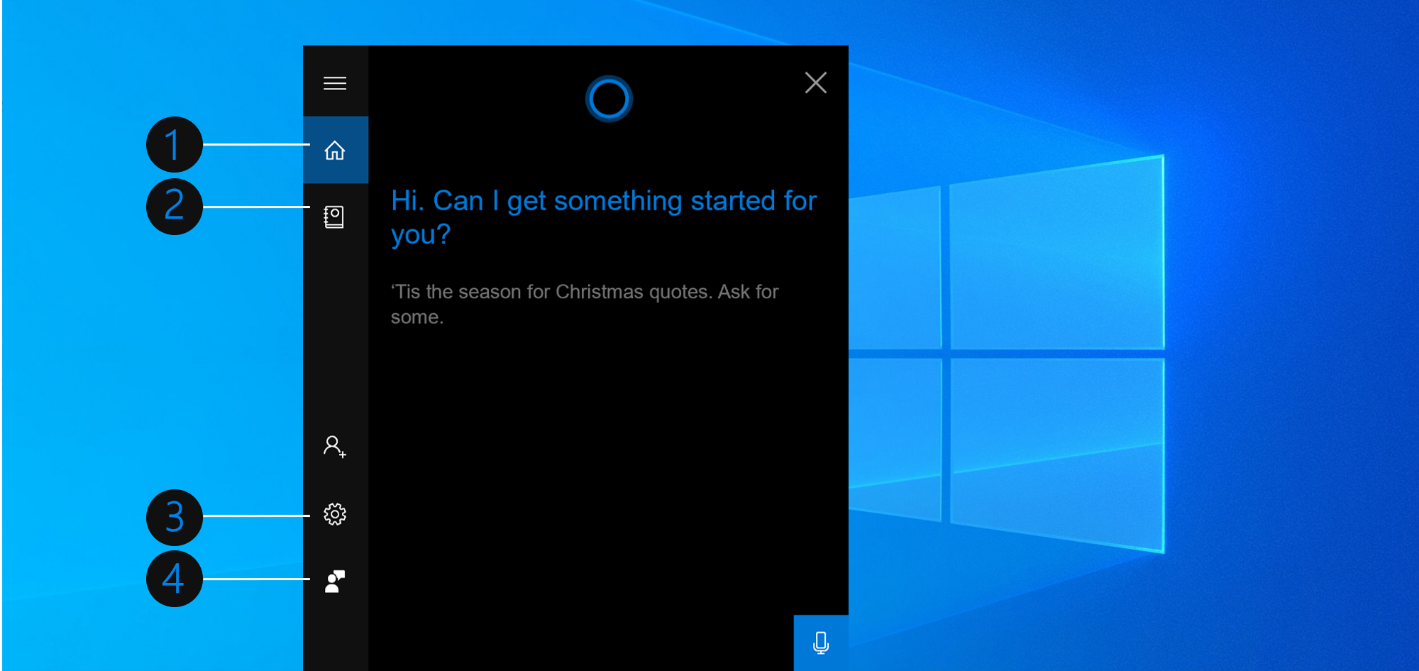 1
2
Hi. Can I get something started for
you?
‘Tis the season for Christmas quotes. Ask for
some.
3
4